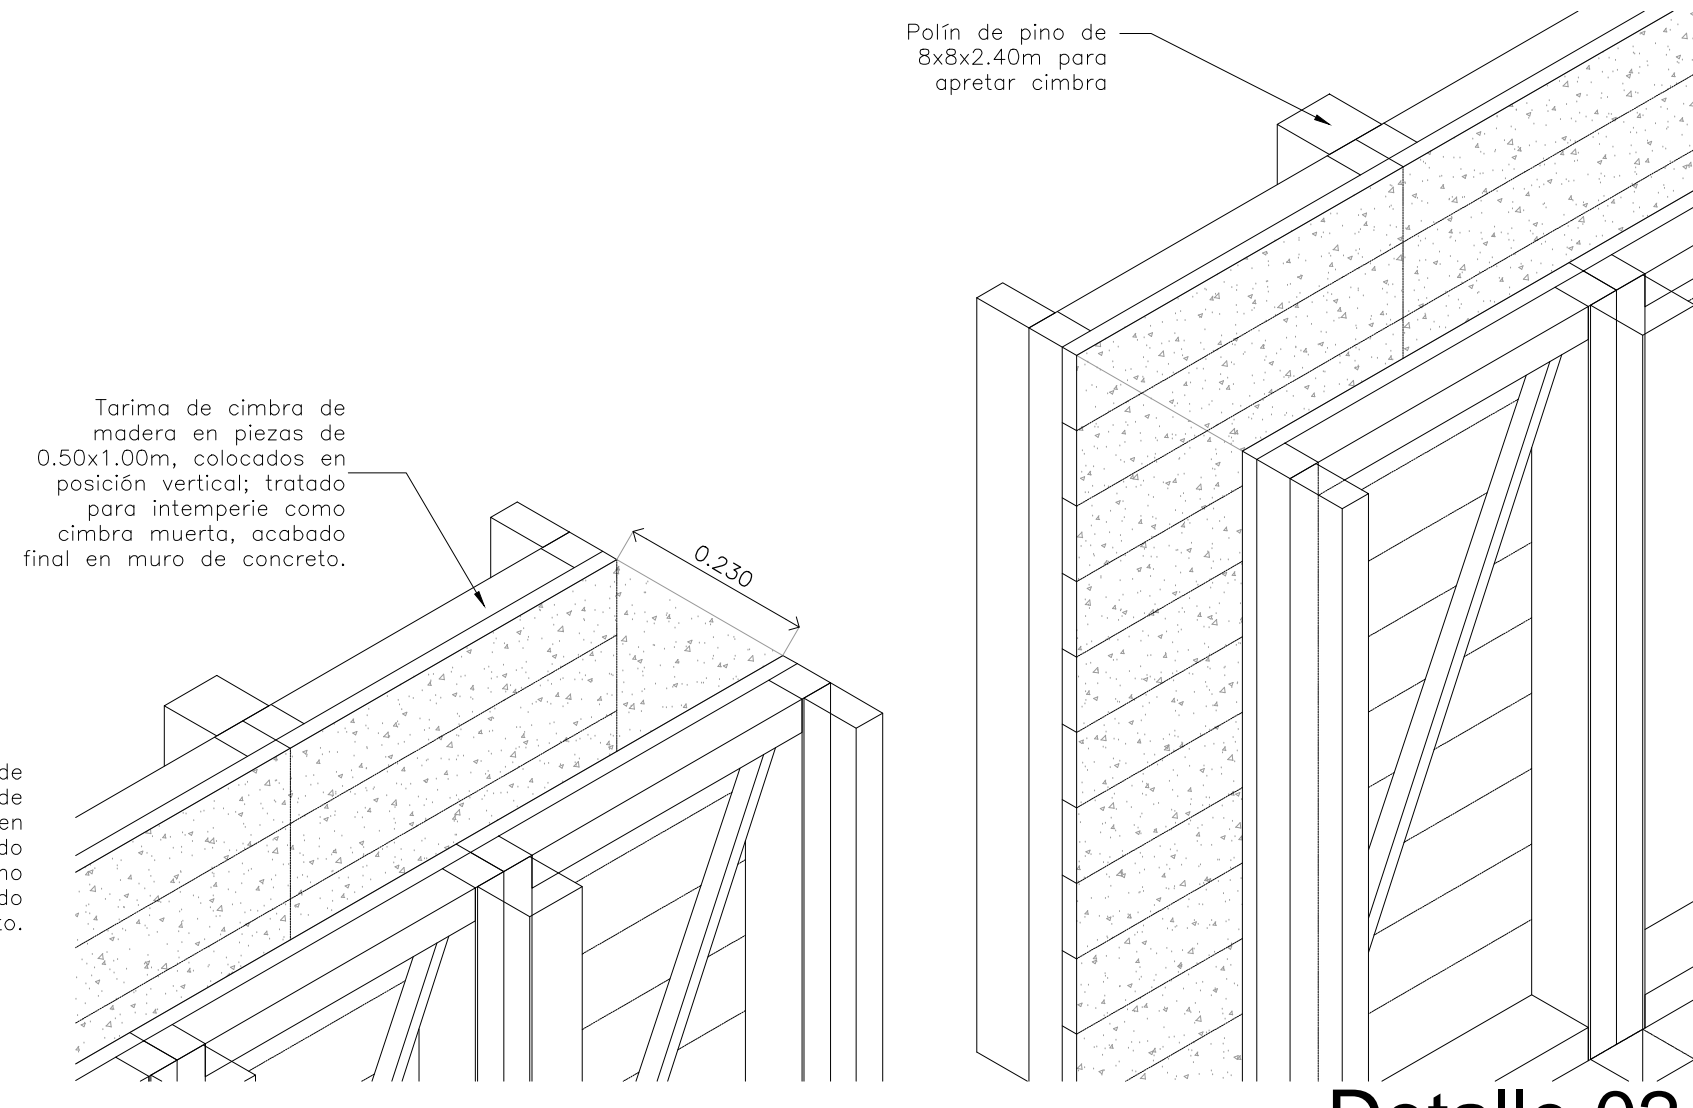 Polín de pino de
8x8x2.40m para
apretar cimbra
Tarima de cimbra de
madera en piezas de
0.50x1.00m, colocados en
posición vertical; tratado
para intemperie como
cimbra muerta, acabado
final en muro de concreto.
0.230
de
de
en
do
no
do
to.
Detalle 02